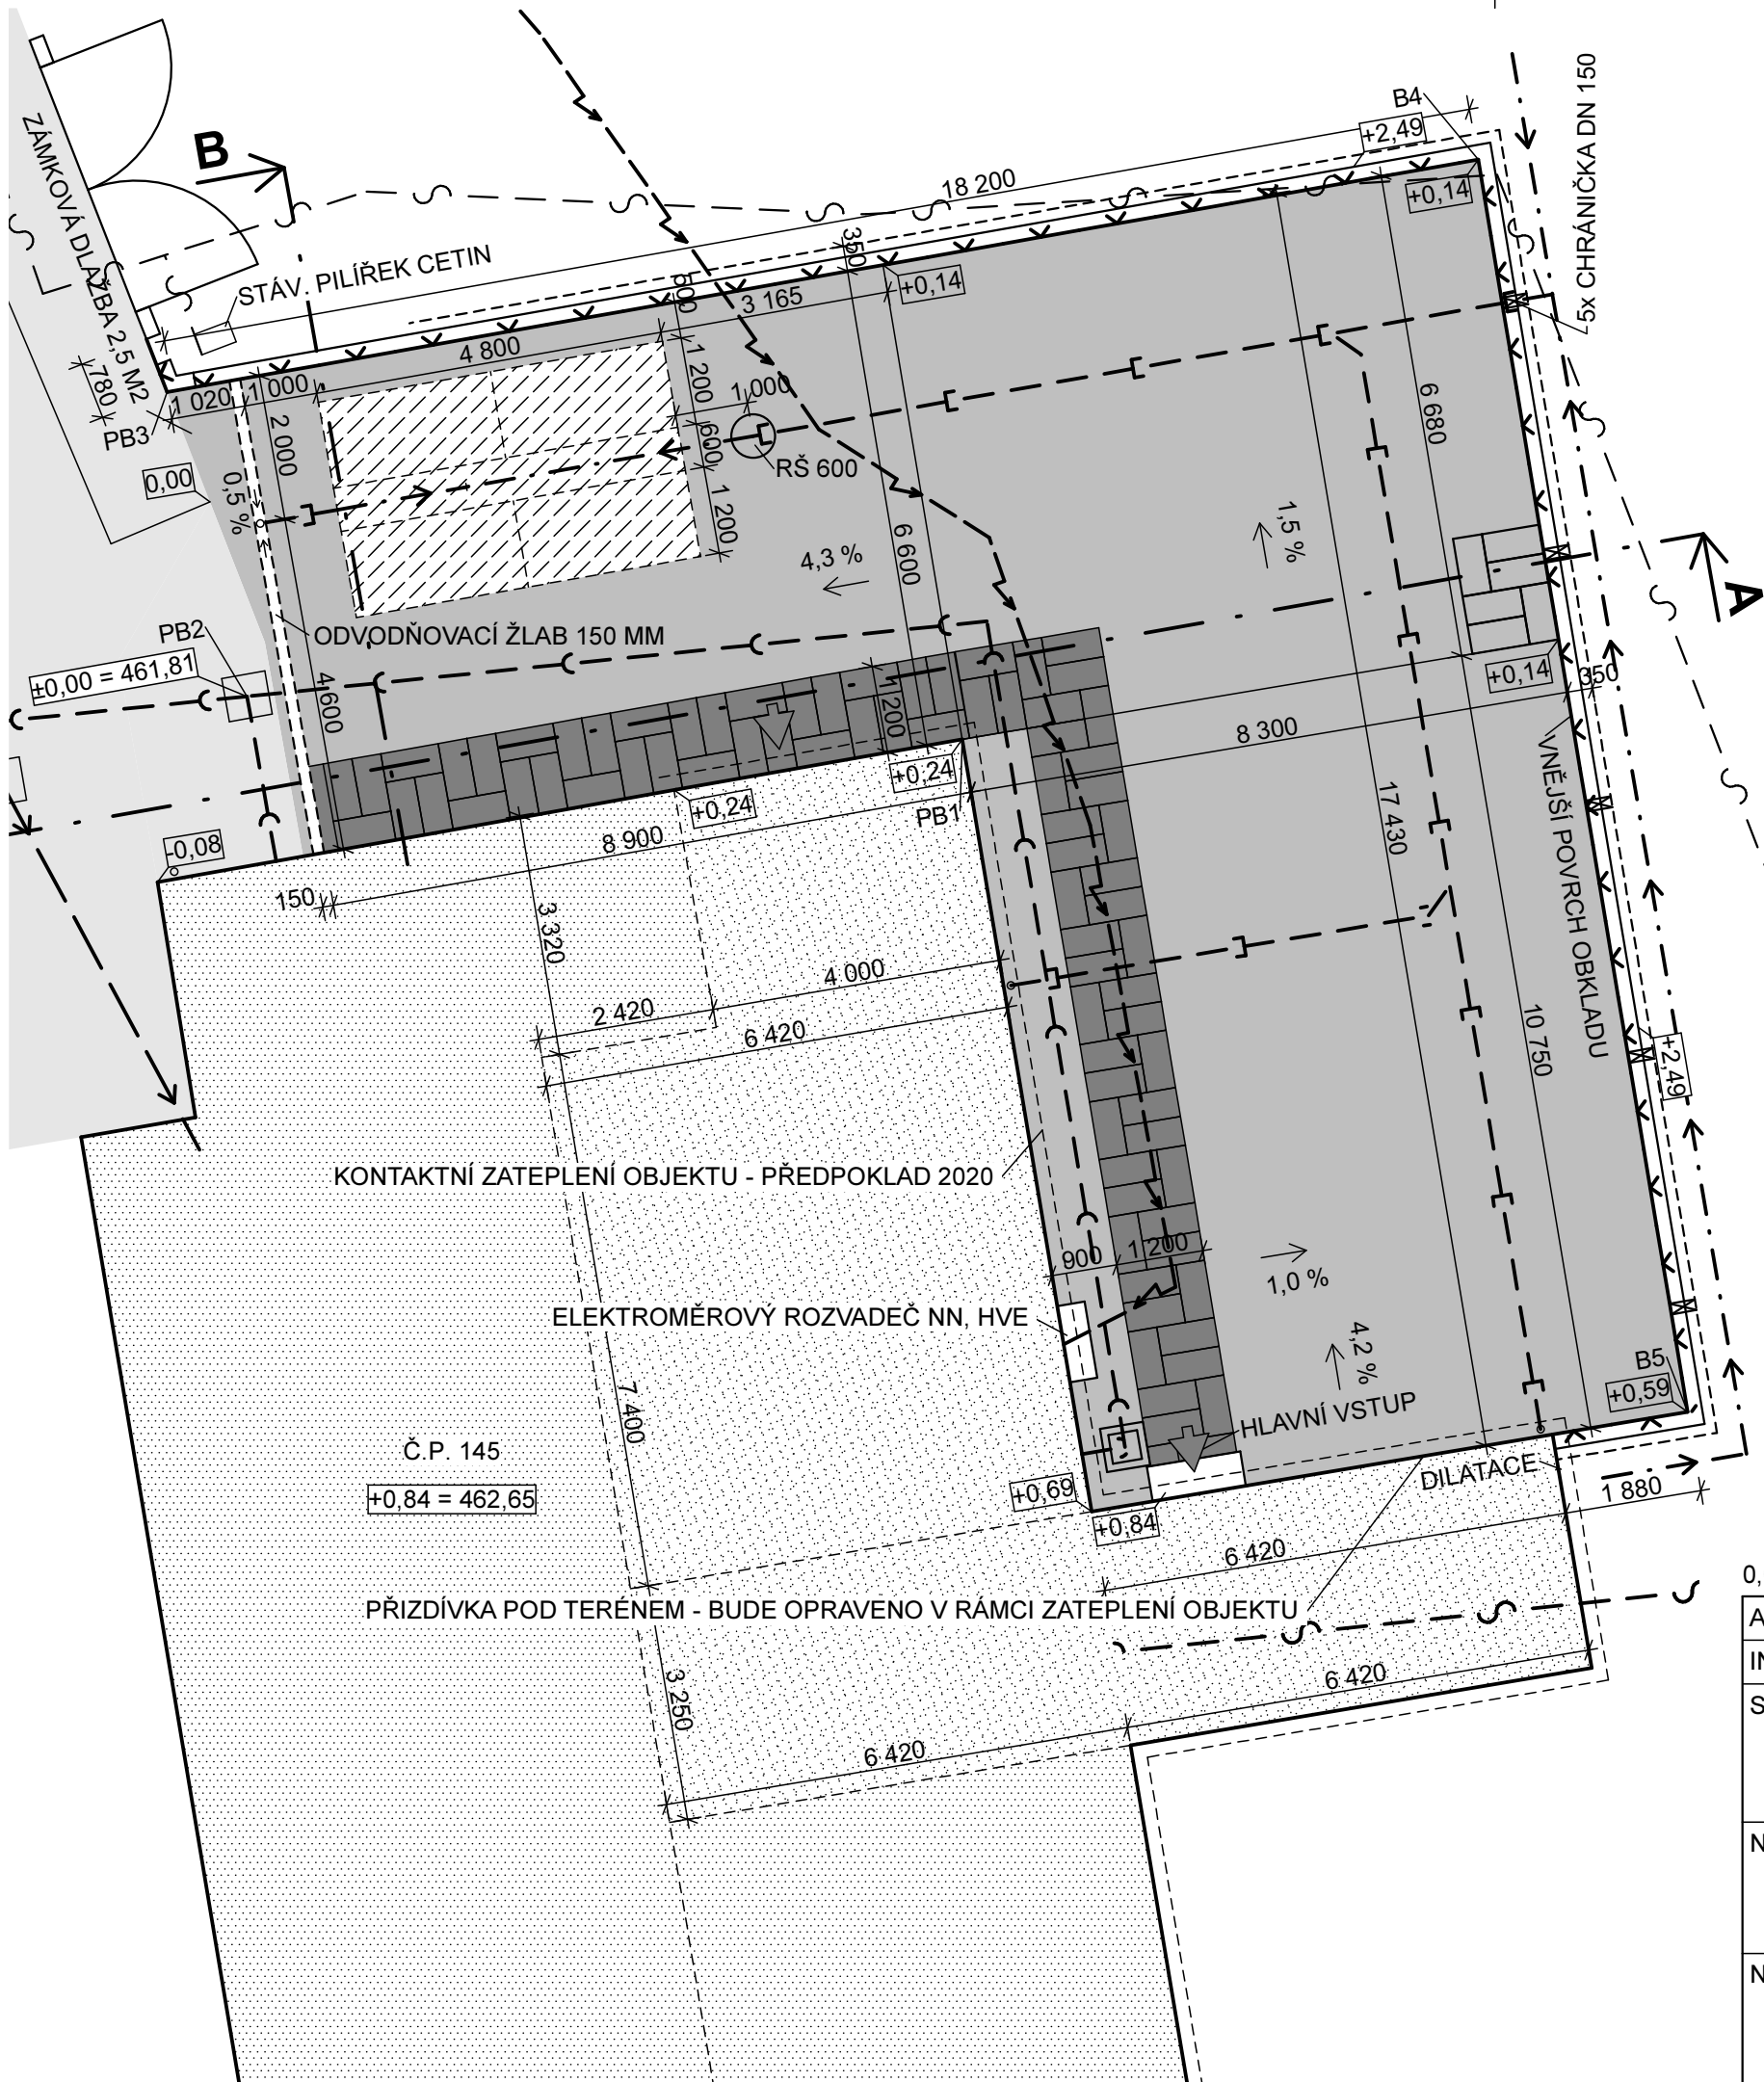 B4
+2,49
5x CHRÁNIČKA DN 150
B
ZÁMKOVÁ DLAŽBA 2,5 M2
18 200
+0,14
STÁV. PILÍŘEK CETIN
350
+0,14
500
3 165
4 800
780
1 020
1 000
1 200
1 000
PB3
2 000
6 680
600
RŠ 600
0,00
0,5 %
1 200
1,5 %
6 600
4,3 %
A
PB2
ODVODŇOVACÍ ŽLAB 150 MM
±0,00 = 461,81
4 600
1 200
+0,14
350
8 300
VNĚJŠÍ POVRCH OBKLADU
+0,24
+0,24
PB1
17 430
8 900
-0,08
150
3 320
4 000
2 420
6 420
10 750
+2,49
KONTAKTNÍ ZATEPLENÍ OBJEKTU - PŘEDPOKLAD 2020
900
1 200
1,0 %
ELEKTROMĚROVÝ ROZVADEČ NN, HVE
4,2 %
B5
+0,59
7 400
HLAVNÍ VSTUP
Č.P. 145
+0,84 = 462,65
DILATACE
+0,69
1 880
+0,84
6 420
0,
PŘIZDÍVKA POD TERÉNEM - BUDE OPRAVENO V RÁMCI ZATEPLENÍ OBJEKTU
A
IN
S
3 250
6 420
6 420
N
N